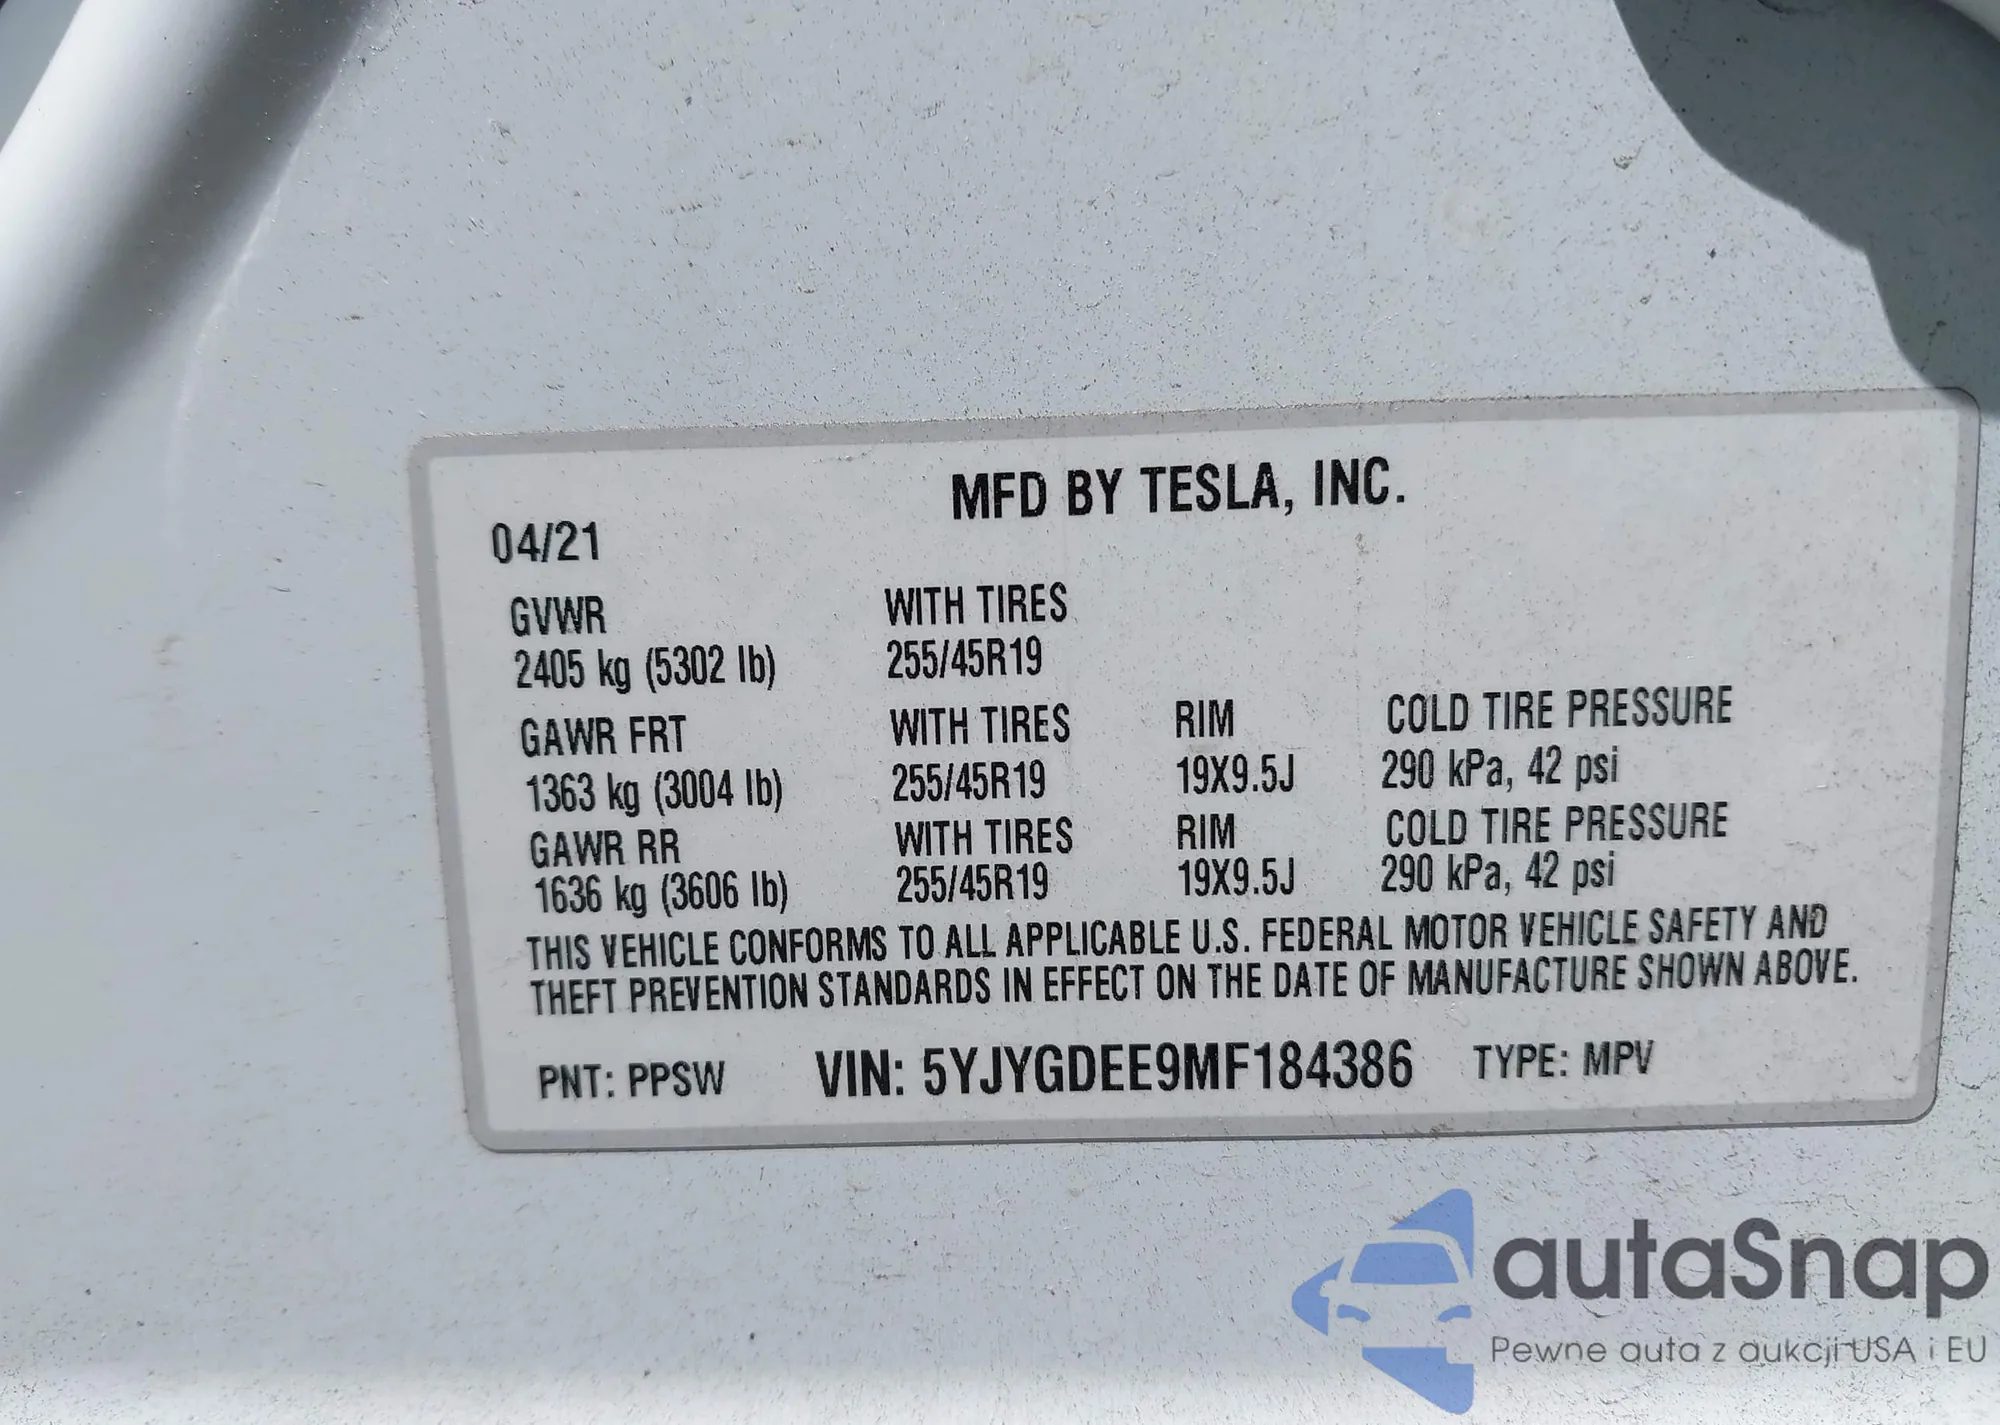 MFD BY TESLA, INC.
04/21
GVWR WITH TIRES
2405 kg (5302 lb) 255/45R19
GAWR FRT WITH TIRES RIM COLD TIRE PRESSURE
1363 kg (3004 lb) 255/45R19 19X9.5J 290 kPa, 42 psi
GAWR RR WITH TIRES RIM COLD TIRE PRESSURE
1636 kg (3606 lb) 255/45R19 19X9.5J 290 kPa, 42 psi
THIS VEHICLE CONFORMS TO ALL APPLICABLE U.S. FEDERAL MOTOR VEHICLE SAFETY AND
THEFT PREVENTION STANDARDS IN EFFECT ON THE DATE OF MANUFACTURE SHOWN ABOVE.
PNT: PPSW VIN: 5YJYGDEE9MF184386 TYPE: MPV
autaSnap
Pewne auta z aukcji USA i EU